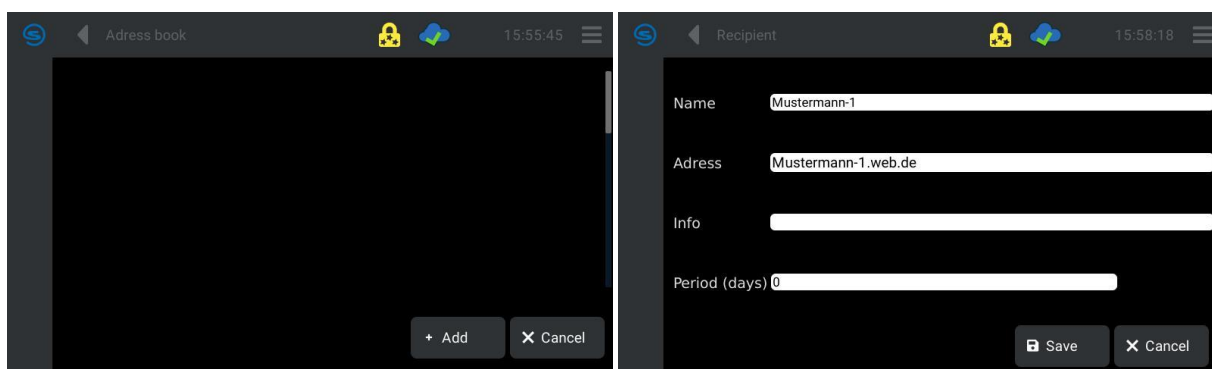 Adress book 15:55:45
+ Add × Cancel
Recipient 15:58:18
Name Mustermann-1
Adress Mustermann-1.web.de
Info
Period (days) 0
Save × Cancel